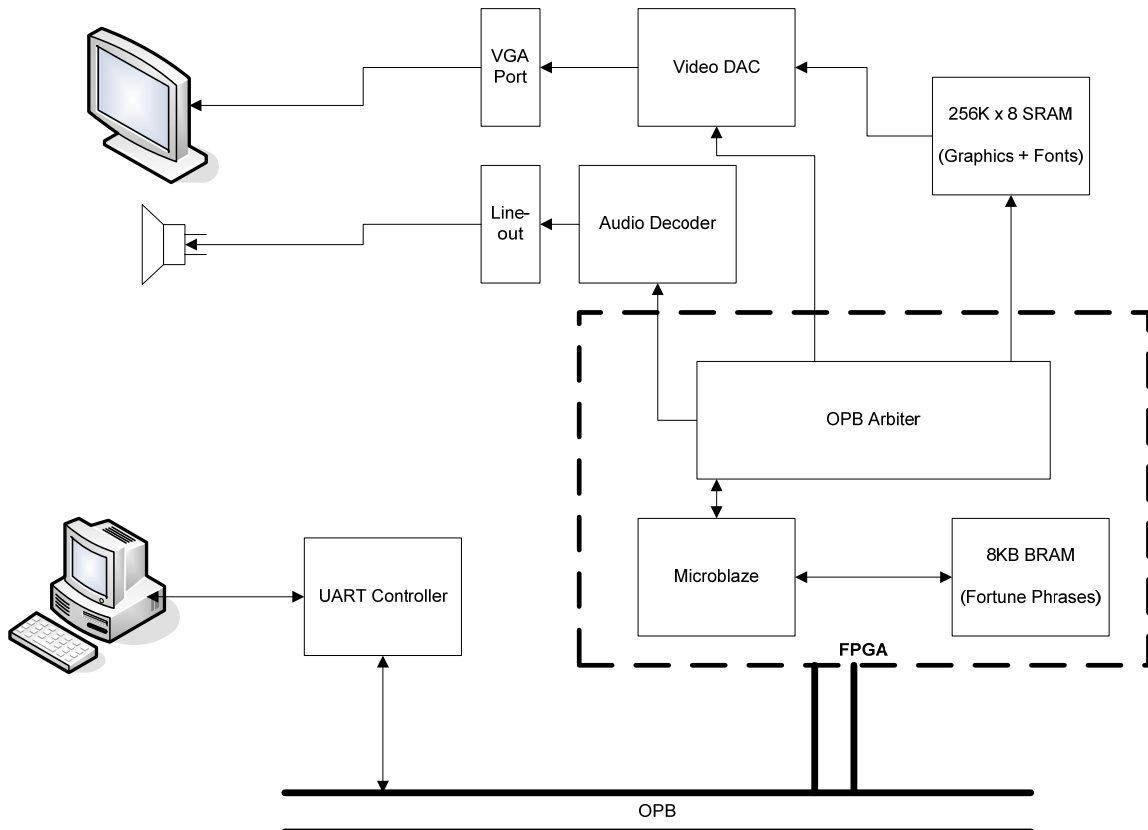 VGA
Port
Video DAC
256K x 8 SRAM
(Graphics + Fonts)
Line-
out
Audio Decoder
OPB Arbiter
UART Controller
Microblaze
8KB BRAM
(Fortune Phrases)
FPGA
OPB